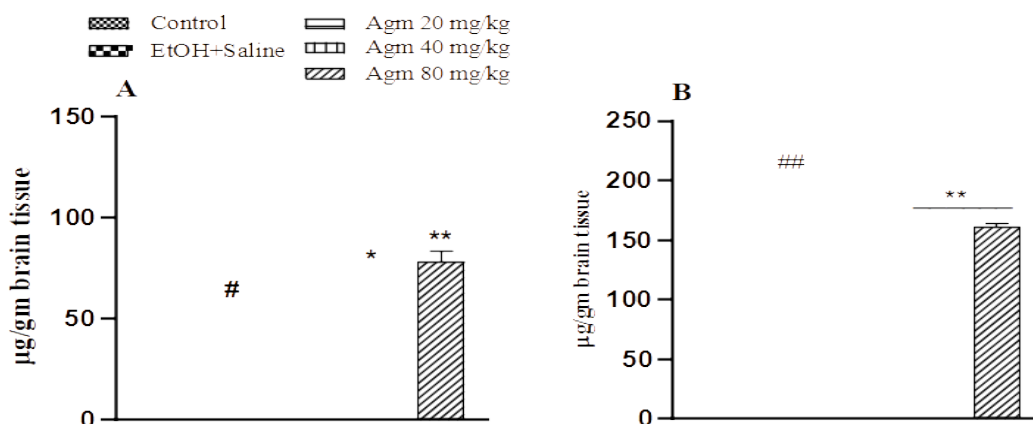 Control
EtOH+Saline
Agm 20 mg/kg
Agm 40 mg/kg
Agm 80 mg/kg
A
150
100
50
0
µg/gm brain tissue
#
*
**
B
250
200
150
100
50
0
µg/gm brain tissue
##
**